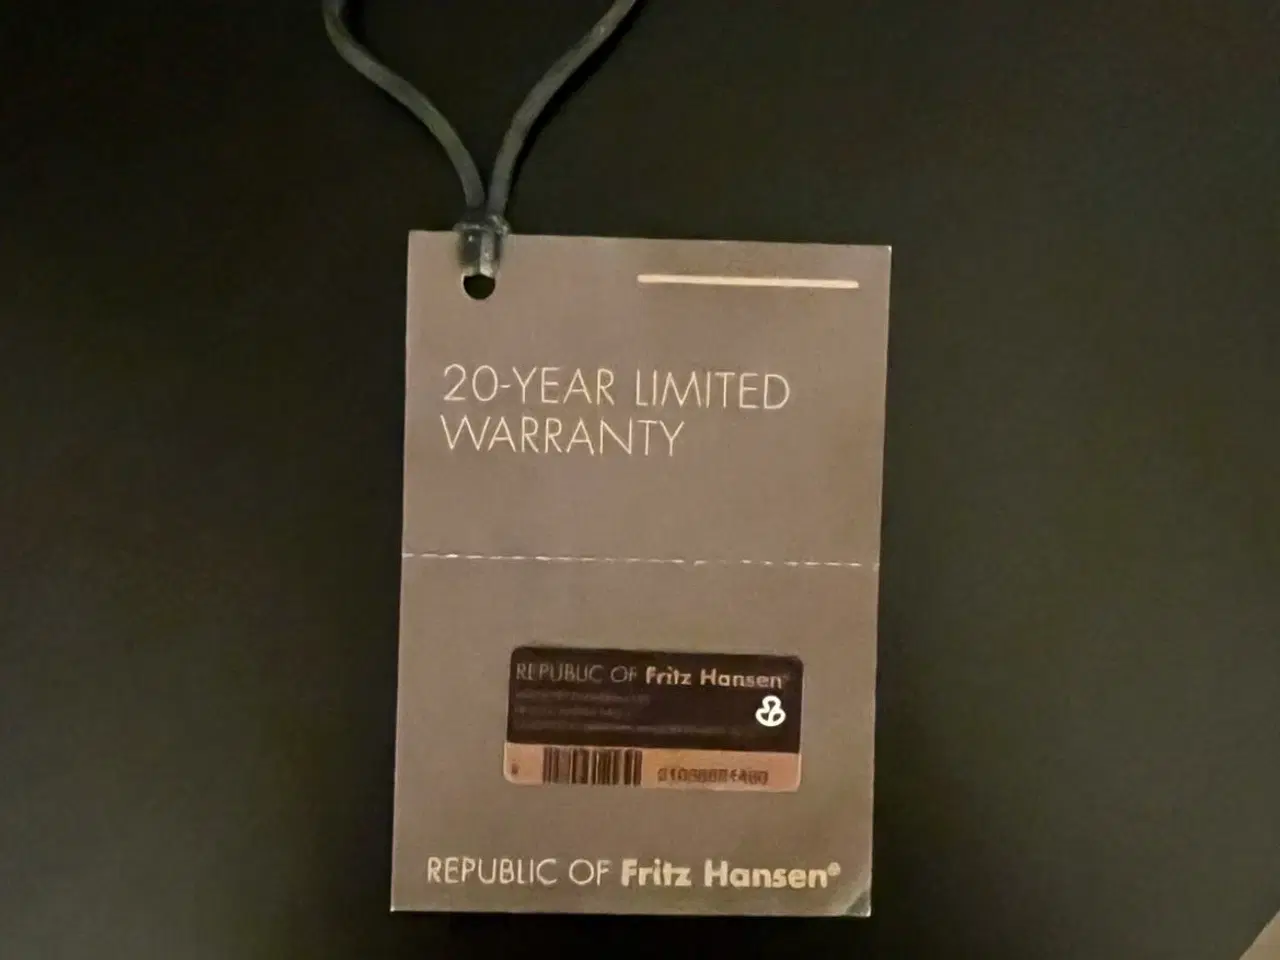 20-YEAR LIMITED
WARRANTY
REPUBLIC OF Fritz Hansen®
REPUBLIC OF Fritz Hansen®